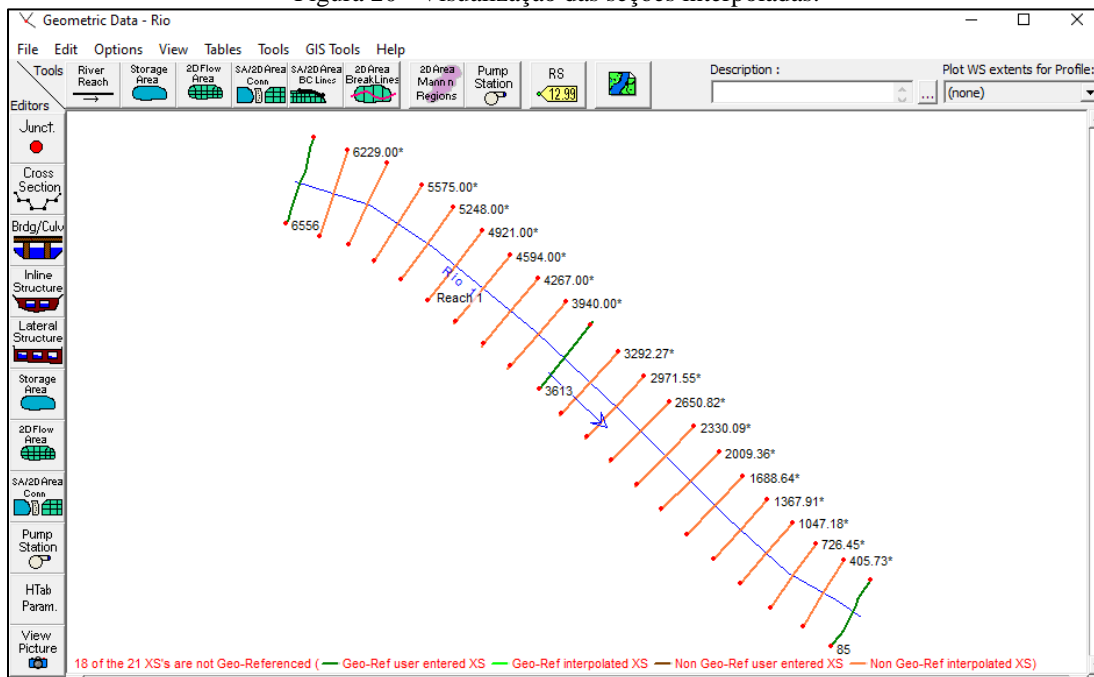 Figura 20 - Visualização das seções interpoladas.
Geometric Data - Rio
File Edit Options View Tables Tools GIS Tools Help
Tools
Editors
River Reach
Storage Area
2D Flow Area
SA/2D Area Conn
SA/2D Area BC Lines
2D Area BreakLines
2D Area Mann n Regions
Pump Station
RS
12.99
Description :
...
Plot WS extents for Profile:
(none)
Junct.
Cross Section
Brdg/Culv
Inline Structure
Lateral Structure
Storage Area
2D Flow Area
SA/2D Area Conn
Pump Station
HTab Param.
View Picture
6229.00*
6556
5575.00*
5248.00*
4921.00*
4594.00*
4267.00*
3940.00*
Rio 1
Reach 1
3613
3292.27*
2971.55*
2650.82*
2330.09*
2009.36*
1688.64*
1367.91*
1047.18*
726.45*
405.73*
85
18 of the 21 XS's are not Geo-Referenced ( — Geo-Ref user entered XS — Geo-Ref interpolated XS — Non Geo-Ref user entered XS — Non Geo-Ref interpolated XS)